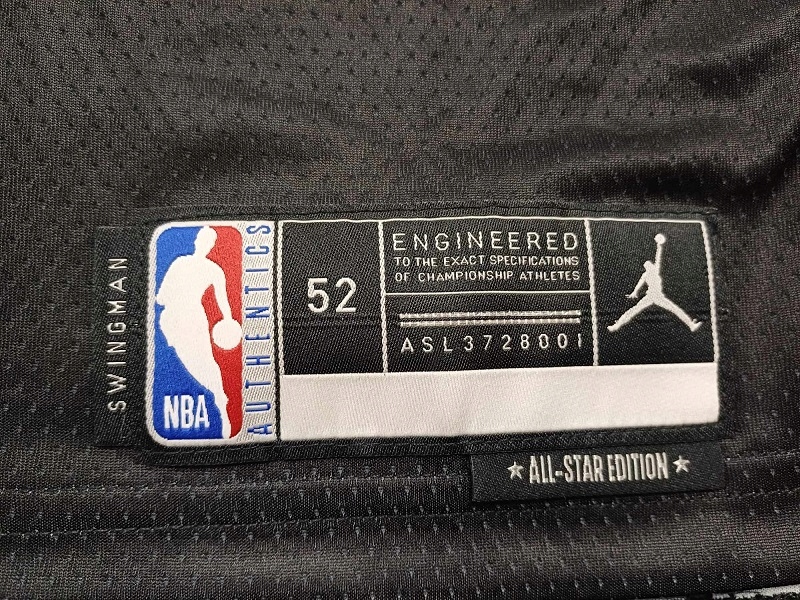 SWINGMAN
NBA
AUTHENTICS
52
ENGINEERED
TO THE EXACT SPECIFICATIONS
OF CHAMPIONSHIP ATHLETES
ASL3728001
★ ALL-STAR EDITION ★